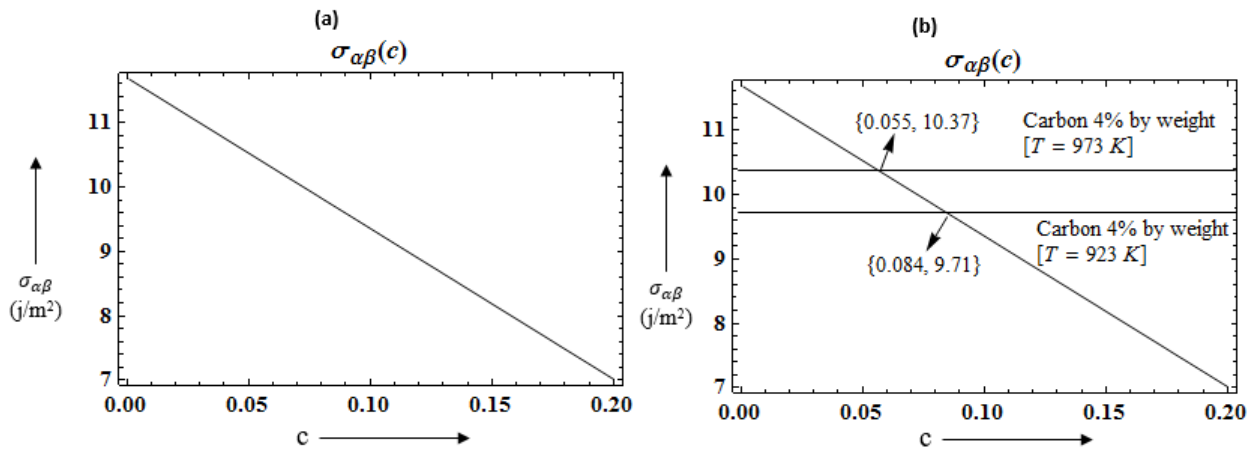 (a)
σαβ(c)
11
10
9
8
7
σαβ
(j/m²)
0.00 0.05 0.10 0.15 0.20
c
(b)
σαβ(c)
11
10
9
8
7
σαβ
(j/m²)
{0.055, 10.37}
Carbon 4% by weight
[T = 973 K]
Carbon 4% by weight
[T = 923 K]
{0.084, 9.71}
0.00 0.05 0.10 0.15 0.20
c